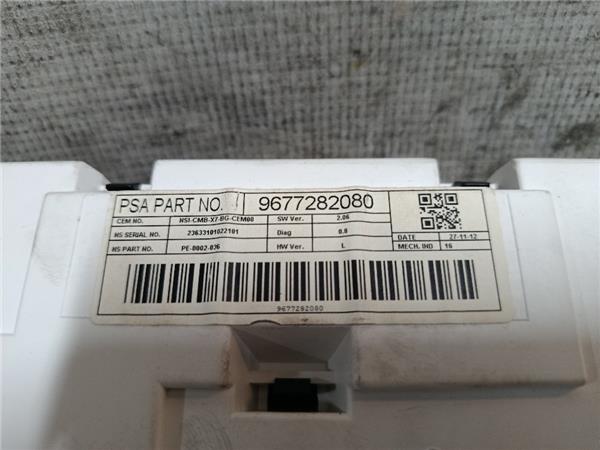 PSA PART NO. 9677282080
CEM NO. NSI-CMB-X7-BG-CEM00 SW Ver. 2.06
NS SERIAL NO. 23633101022101 Diag 0.8
NS PART NO. PE-0002-036 HW Ver. L
DATE 27-11-12
MECH. IND 16
9677282080